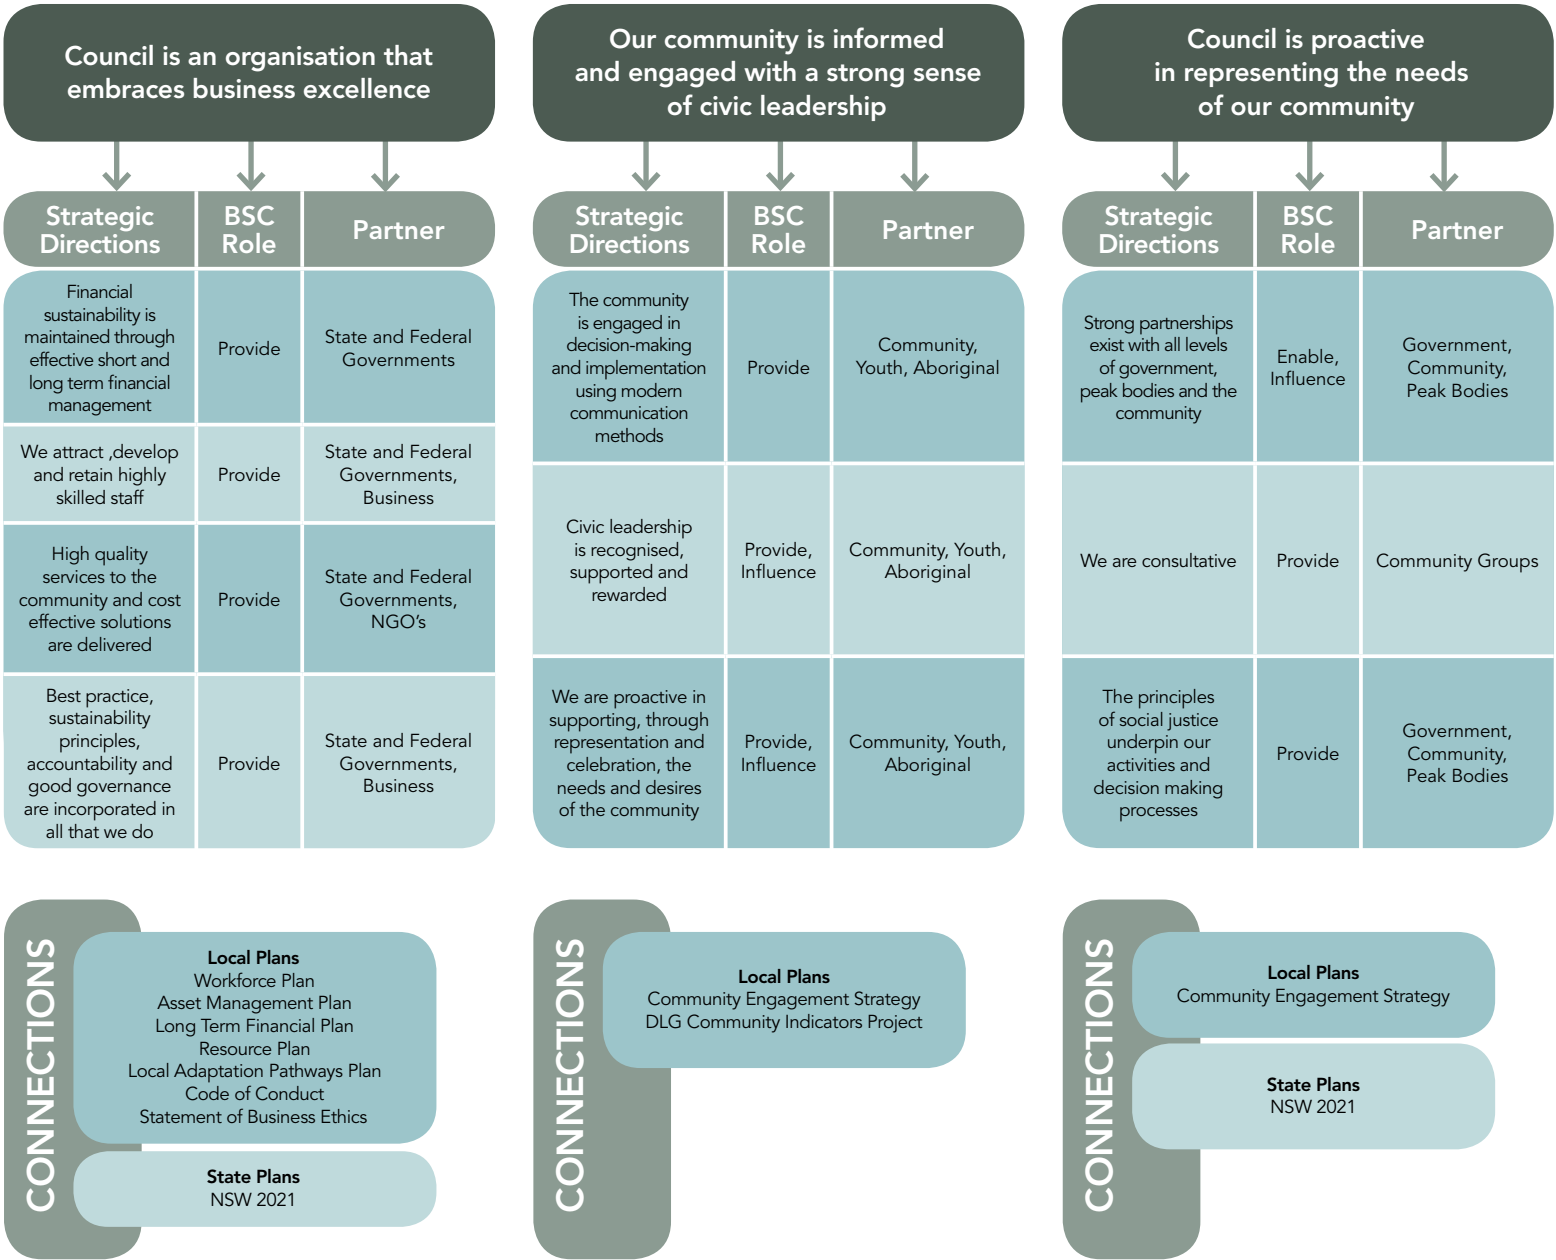 Council is an organisation that
embraces business excellence
Strategic
Directions
BSC
Role
Partner
Financial
sustainability is
maintained through
effective short and
long term financial
management
Provide
State and Federal
Governments
We attract ,develop
and retain highly
skilled staff
Provide
State and Federal
Governments,
Business
High quality
services to the
community and cost
effective solutions
are delivered
Provide
State and Federal
Governments,
NGO’s
Best practice,
sustainability
principles,
accountability and
good governance
are incorporated in
all that we do
Provide
State and Federal
Governments,
Business
CONNECTIONS
Local Plans
Workforce Plan
Asset Management Plan
Long Term Financial Plan
Resource Plan
Local Adaptation Pathways Plan
Code of Conduct
Statement of Business Ethics
State Plans
NSW 2021
Our community is informed
and engaged with a strong sense
of civic leadership
Strategic
Directions
BSC
Role
Partner
The community
is engaged in
decision-making
and implementation
using modern
communication
methods
Provide
Community,
Youth, Aboriginal
Civic leadership
is recognised,
supported and
rewarded
Provide,
Influence
Community, Youth,
Aboriginal
We are proactive in
supporting, through
representation and
celebration, the
needs and desires
of the community
Provide,
Influence
Community, Youth,
Aboriginal
CONNECTIONS
Local Plans
Community Engagement Strategy
DLG Community Indicators Project
Council is proactive
in representing the needs
of our community
Strategic
Directions
BSC
Role
Partner
Strong partnerships
exist with all levels
of government,
peak bodies and the
community
Enable,
Influence
Government,
Community,
Peak Bodies
We are consultative
Provide
Community Groups
The principles
of social justice
underpin our
activities and
decision making
processes
Provide
Government,
Community,
Peak Bodies
CONNECTIONS
Local Plans
Community Engagement Strategy
State Plans
NSW 2021